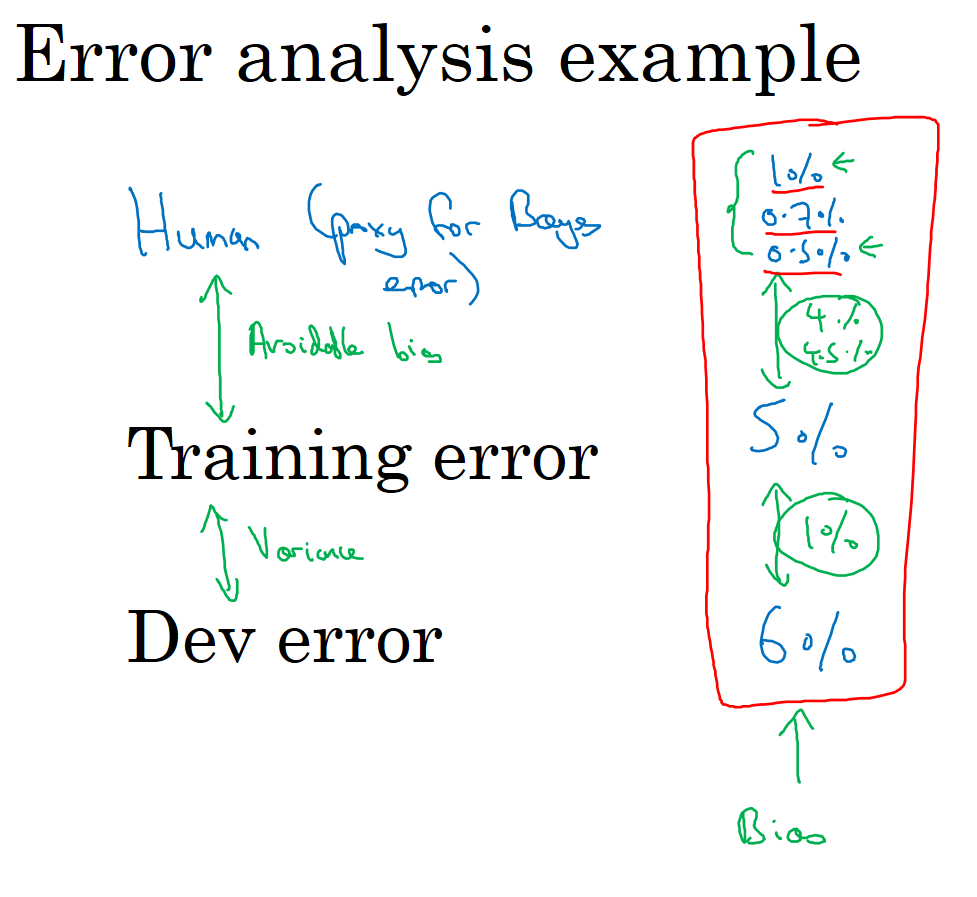 Error analysis example
1%
0.7%
0.5%
Human (proxy for Bayes
error)
4%
4.5%
Avoidable bias
5%
Training error
1%
Variance
6%
Dev error
Bias